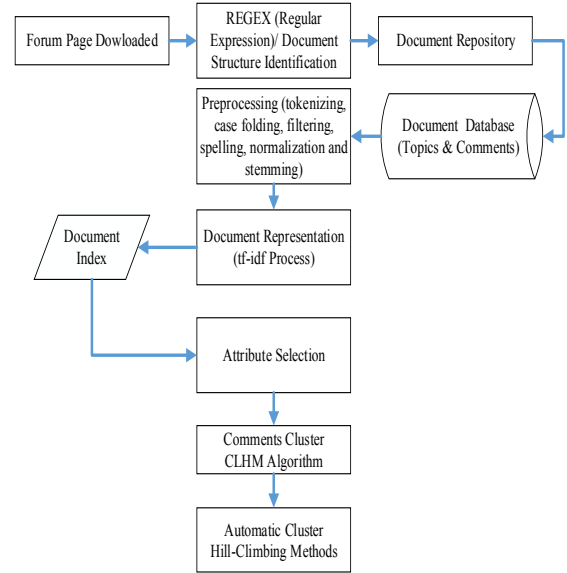 Forum Page Dowloaded
REGEX (Regular
Expression)/ Document
Structure Identification
Document Repository
Preprocessing (tokenizing,
case folding, filtering,
spelling, normalization and
stemming)
Document Database
(Topics & Comments)
Document
Index
Document Representation
(tf-idf Process)
Attribute Selection
Comments Cluster
CLHM Algorithm
Automatic Cluster
Hill-Climbing Methods